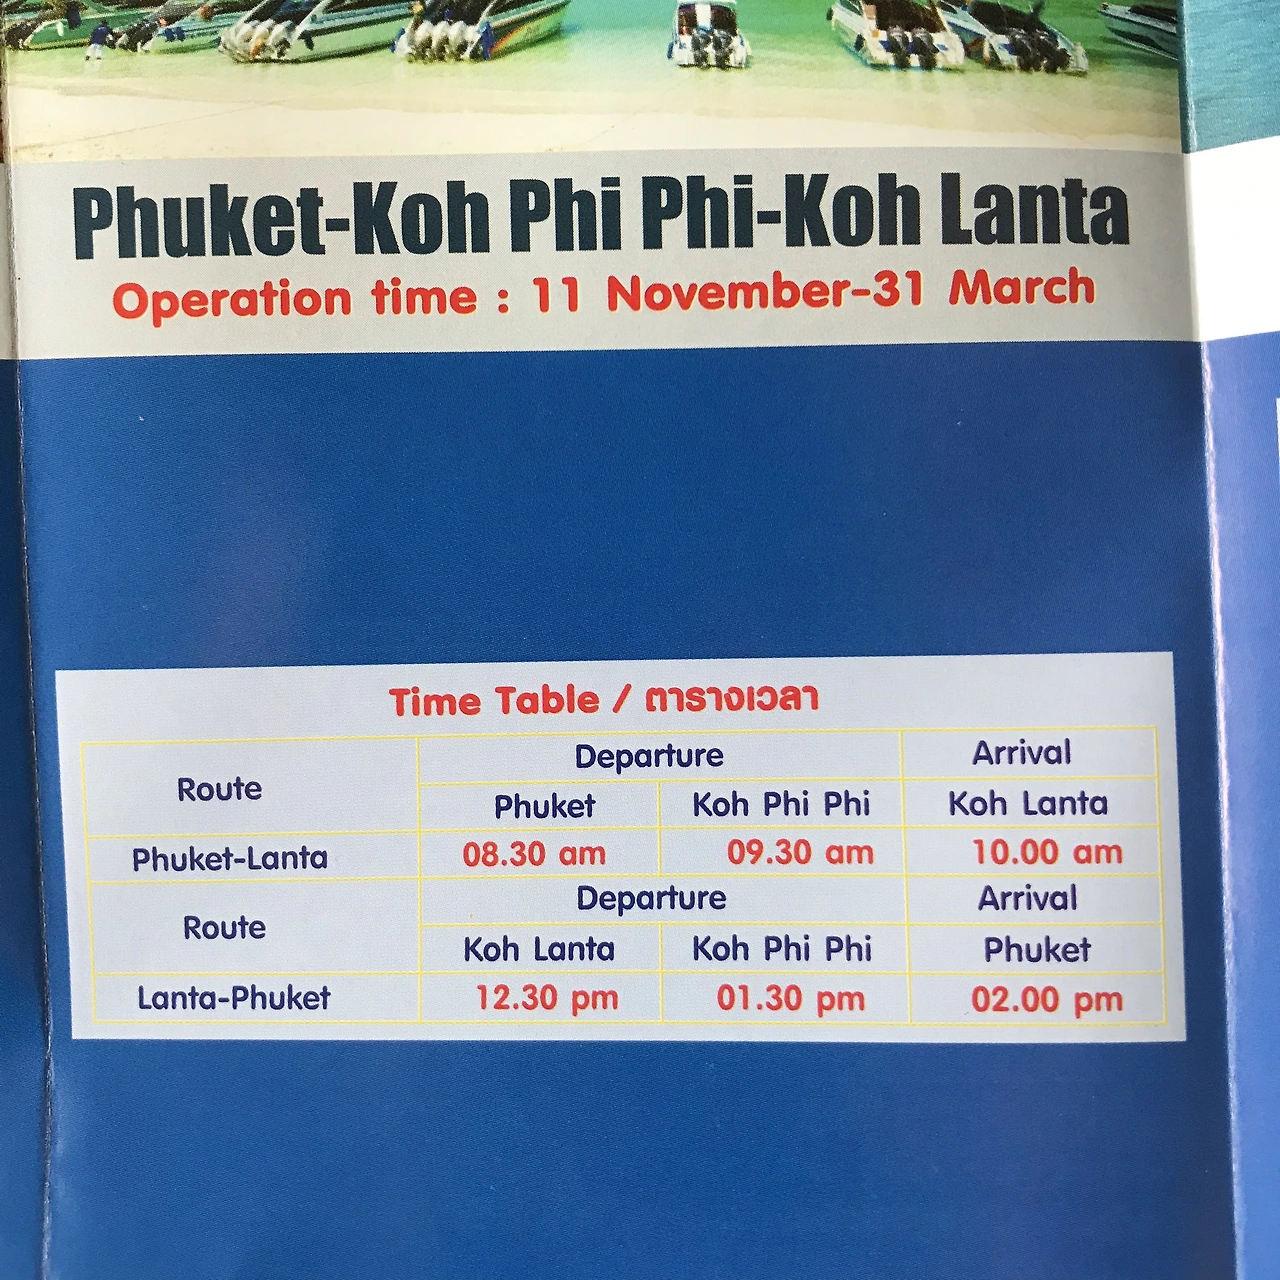 Phuket-Koh Phi Phi-Koh Lanta
Operation time : 11 November-31 March
Time Table / ตารางเวลา
Route Departure Arrival
Phuket Koh Phi Phi Koh Lanta
Phuket-Lanta 08.30 am 09.30 am 10.00 am
Route Departure Arrival
Koh Lanta Koh Phi Phi Phuket
Lanta-Phuket 12.30 pm 01.30 pm 02.00 pm